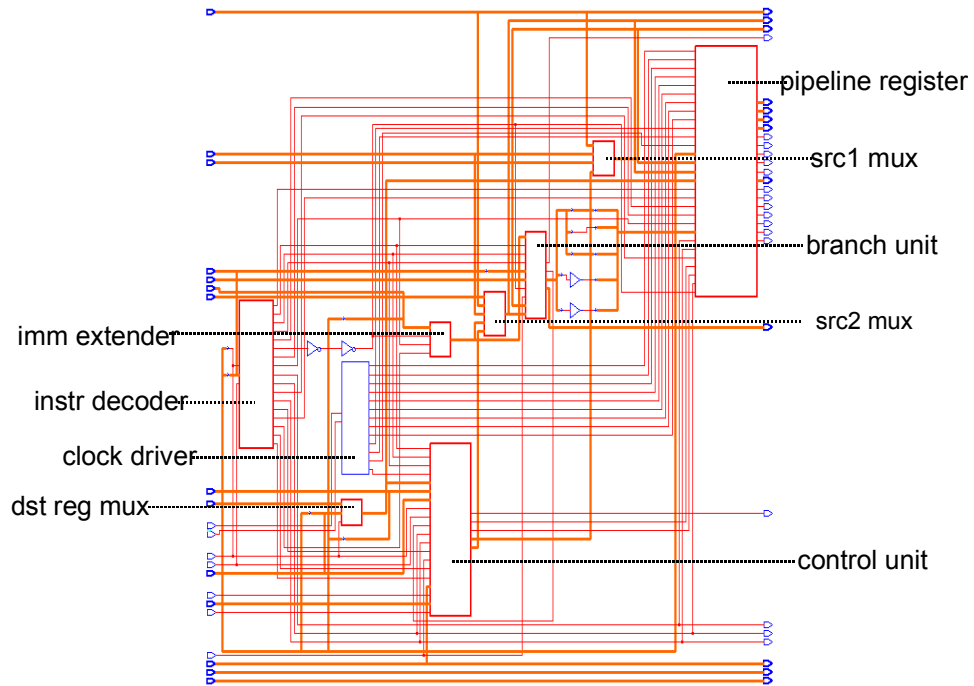 pipeline register
src1 mux
branch unit
src2 mux
imm extender
instr decoder
clock driver
dst reg mux
control unit